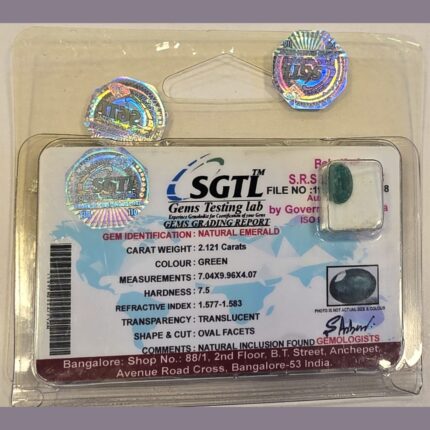 SGTL™
Gems Testing lab
GEMS GRADING REPORT
S.R.S
FILE NO
by Govern
ISO
GEM IDENTIFICATION : NATURAL EMERALD
CARAT WEIGHT : 2.121 Carats
COLOUR : GREEN
MEASUREMENTS : 7.04X9.96X4.07
HARDNESS : 7.5
REFRACTIVE INDEX : 1.577-1.583
TRANSPARENCY : TRANSLUCENT
SHAPE & CUT : OVAL FACETS
COMMENTS : NATURAL INCLUSION FOUND
PHOTO IS NOT ACTUAL SIZE & COLOUR
GEMOLOGISTS
Bangalore: Shop No.: 88/1, 2nd Floor, B.T. Street, Anchepet,
Avenue Road Cross, Bangalore-53 India.
SGTL